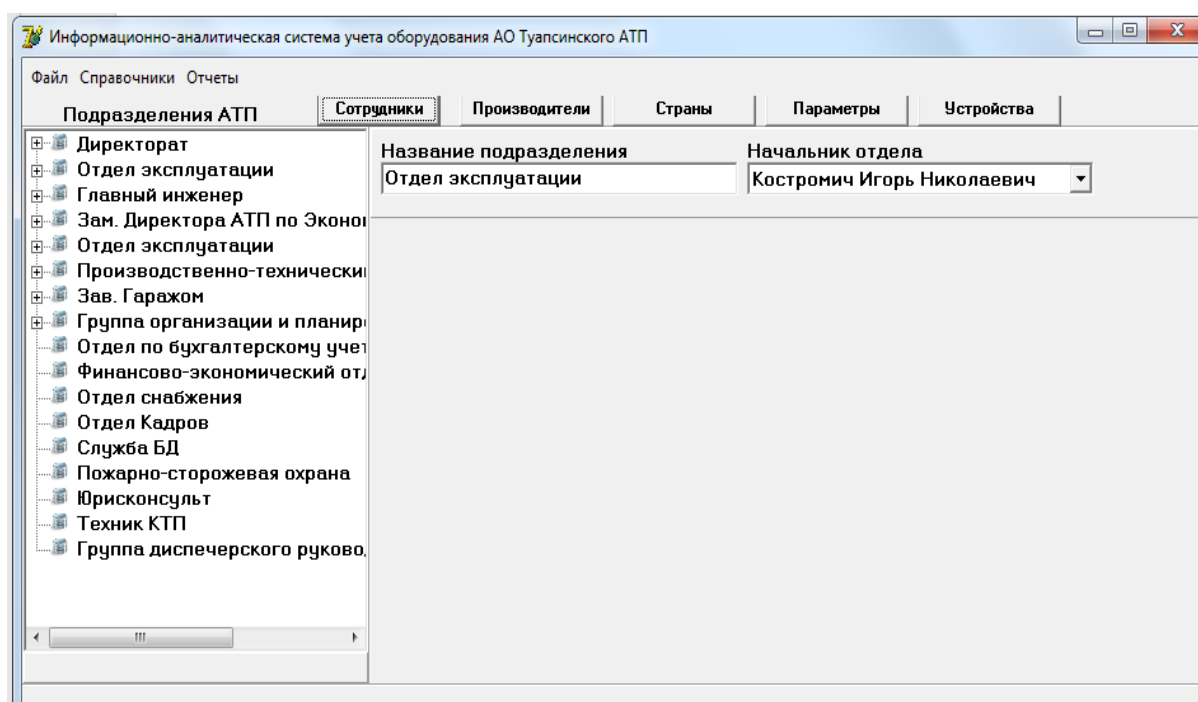 Информационно-аналитическая система учета оборудования АО Туапсинского АТП
Файл Справочники Отчеты
Подразделения АТП
Сотрудники Производители Страны Параметры Устройства
Директорат
Отдел эксплуатации
Главный инженер
Зам. Директора АТП по Эконо
Отдел эксплуатации
Производственно-технически
Зав. Гаражом
Группа организации и планир
Отдел по бухгалтерскому учет
Финансово-экономический от
Отдел снабжения
Отдел Кадров
Служба БД
Пожарно-сторожевая охрана
Юрисконсульт
Техник КТП
Группа диспечерского руково
Название подразделения Начальник отдела
Отдел эксплуатации Костромич Игорь Николаевич